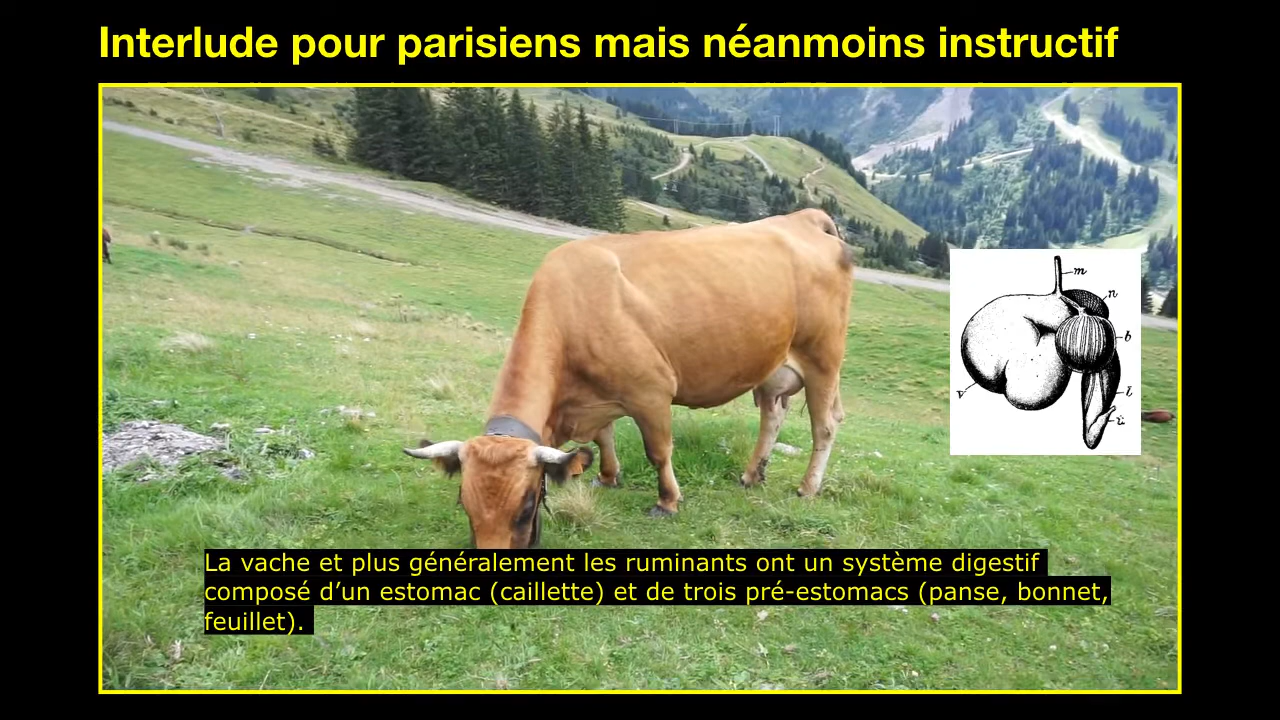 Interlude pour parisiens mais néanmoins instructif
m
n
b
v
l
La vache et plus généralement les ruminants ont un système digestif
composé d’un estomac (caillette) et de trois pré-estomacs (panse, bonnet,
feuillet).